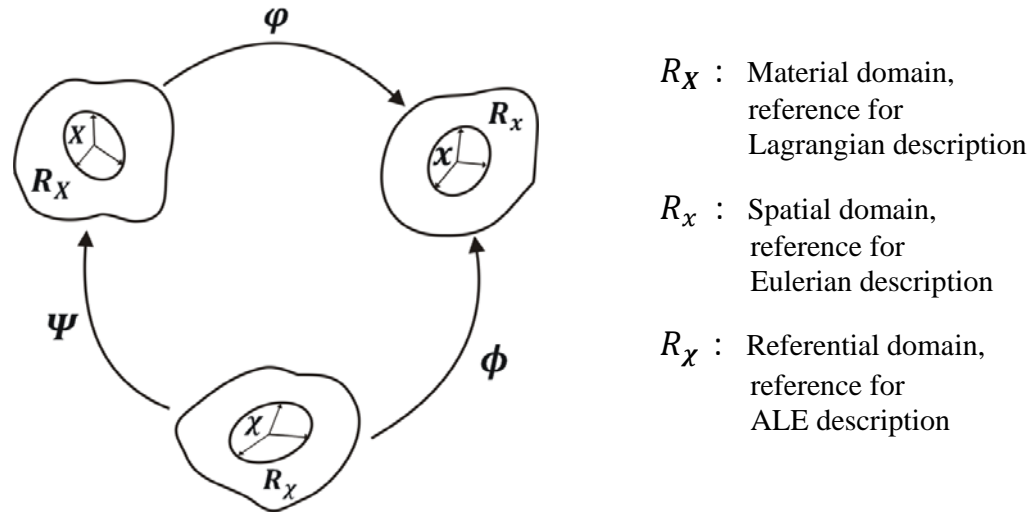 φ
X
R_X
R_x
x
Ψ
ϕ
χ
R_χ
R_X : Material domain,
reference for
Lagrangian description
R_x : Spatial domain,
reference for
Eulerian description
R_χ : Referential domain,
reference for
ALE description